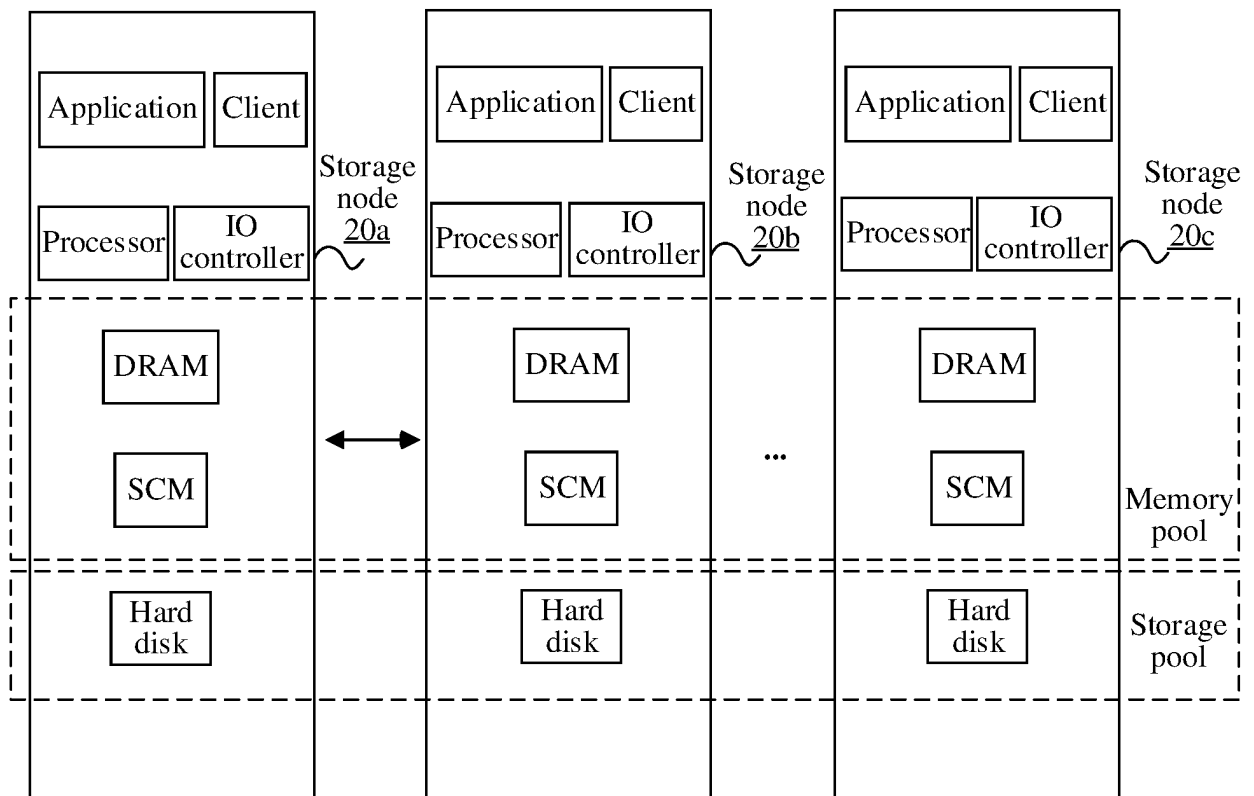 Application
Client
Application
Client
Application
Client
Storage
node
20a
Storage
node
20b
Storage
node
20c
Processor
IO
controller
Processor
IO
controller
Processor
IO
controller
DRAM
DRAM
DRAM
SCM
...
SCM
SCM
Memory
pool
Hard
disk
Hard
disk
Hard
disk
Storage
pool